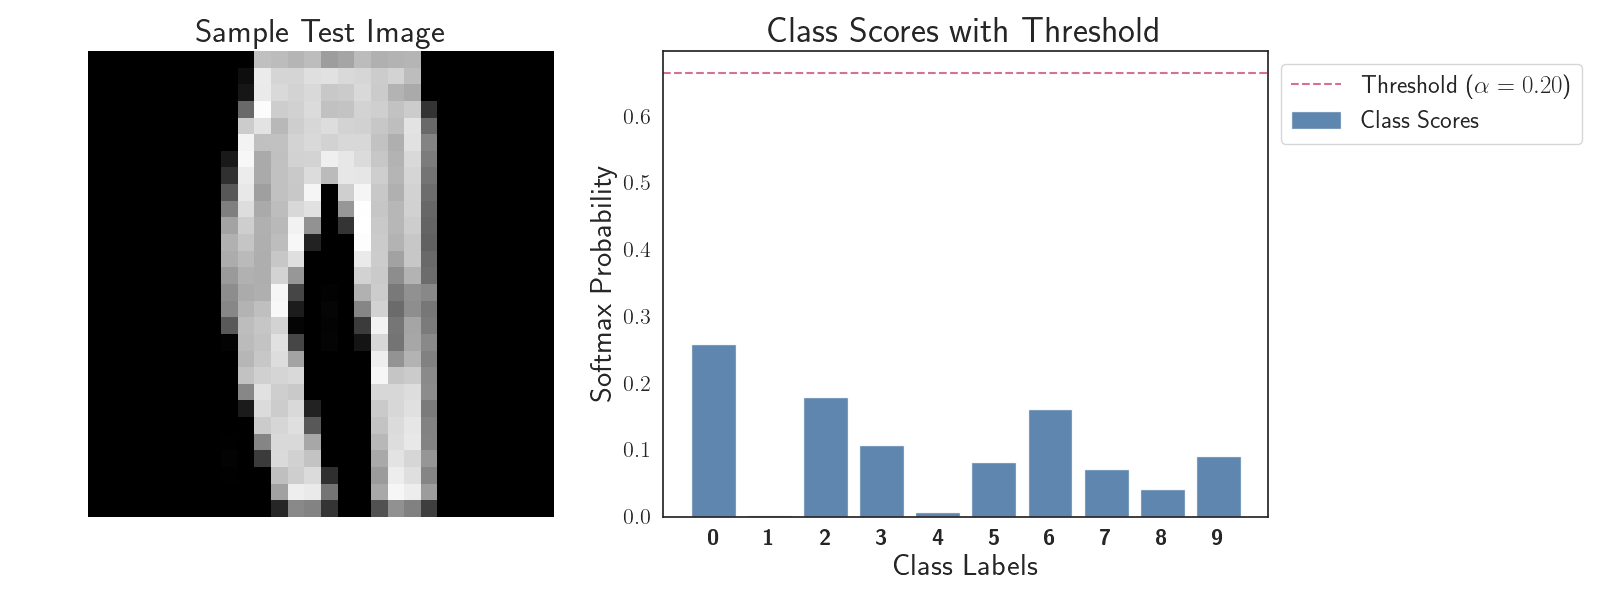 Sample Test Image
Class Scores with Threshold
Threshold (α = 0.20)
Class Scores
Softmax Probability
0.6
0.5
0.4
0.3
0.2
0.1
0.0
0 1 2 3 4 5 6 7 8 9
Class Labels